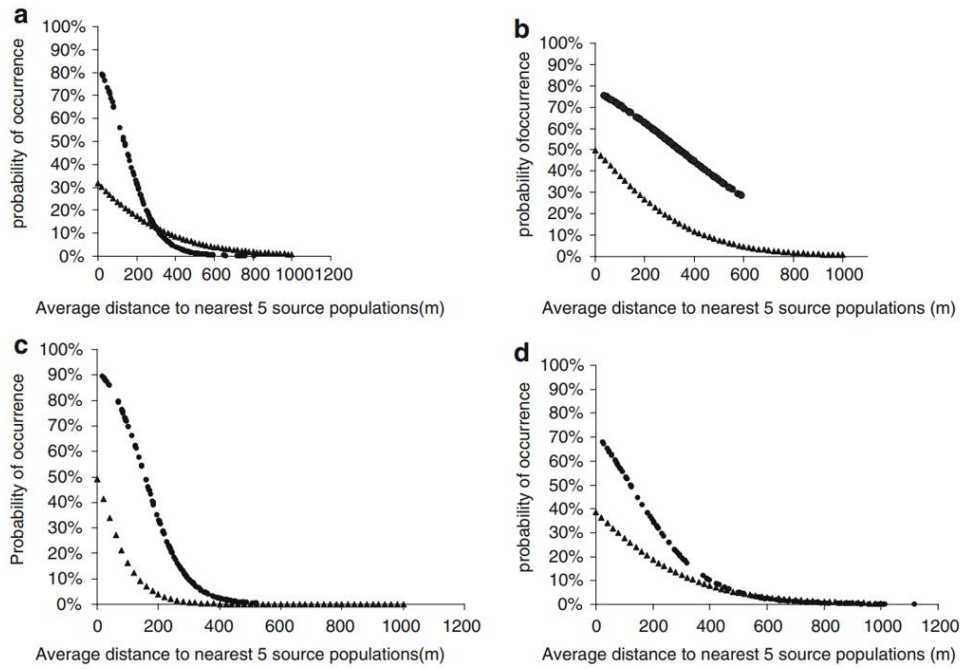 a
100%
90%
80%
70%
60%
50%
40%
30%
20%
10%
0%
probability of occurrence
0 200 400 600 800 1000 1200
Average distance to nearest 5 source populations(m)
b
100%
90%
80%
70%
60%
50%
40%
30%
20%
10%
0%
probability ofoccurrence
0 200 400 600 800 1000
Average distance to nearest 5 source populations (m)
c
100%
90%
80%
70%
60%
50%
40%
30%
20%
10%
0%
Probability of occurrence
0 200 400 600 800 1000 1200
Average distance to nearest 5 source populations(m)
d
100%
90%
80%
70%
60%
50%
40%
30%
20%
10%
0%
probability of occurrence
0 200 400 600 800 1000 1200
Average distance to nearest 5 source populations (m)